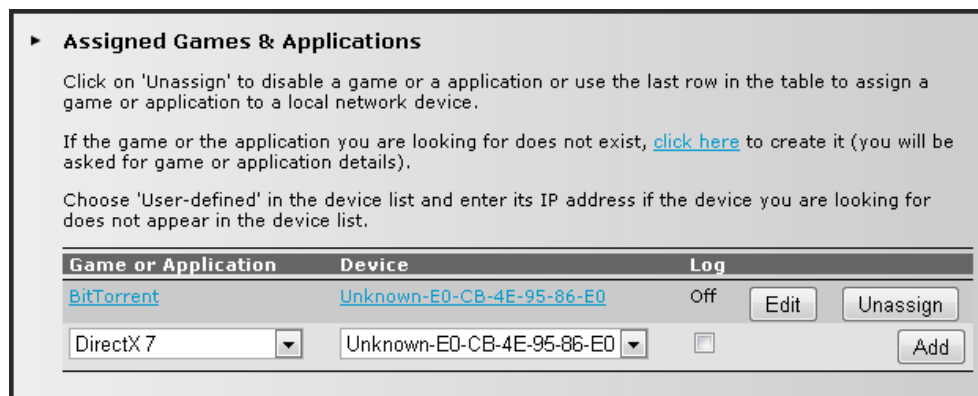 Assigned Games & Applications
Click on 'Unassign' to disable a game or a application or use the last row in the table to assign a
game or application to a local network device.
If the game or the application you are looking for does not exist, click here to create it (you will be
asked for game or application details).
Choose 'User-defined' in the device list and enter its IP address if the device you are looking for
does not appear in the device list.
Game or Application Device Log
BitTorrent Unknown-E0-CB-4E-95-86-E0 Off Edit Unassign
DirectX 7 Unknown-E0-CB-4E-95-86-E0 Add